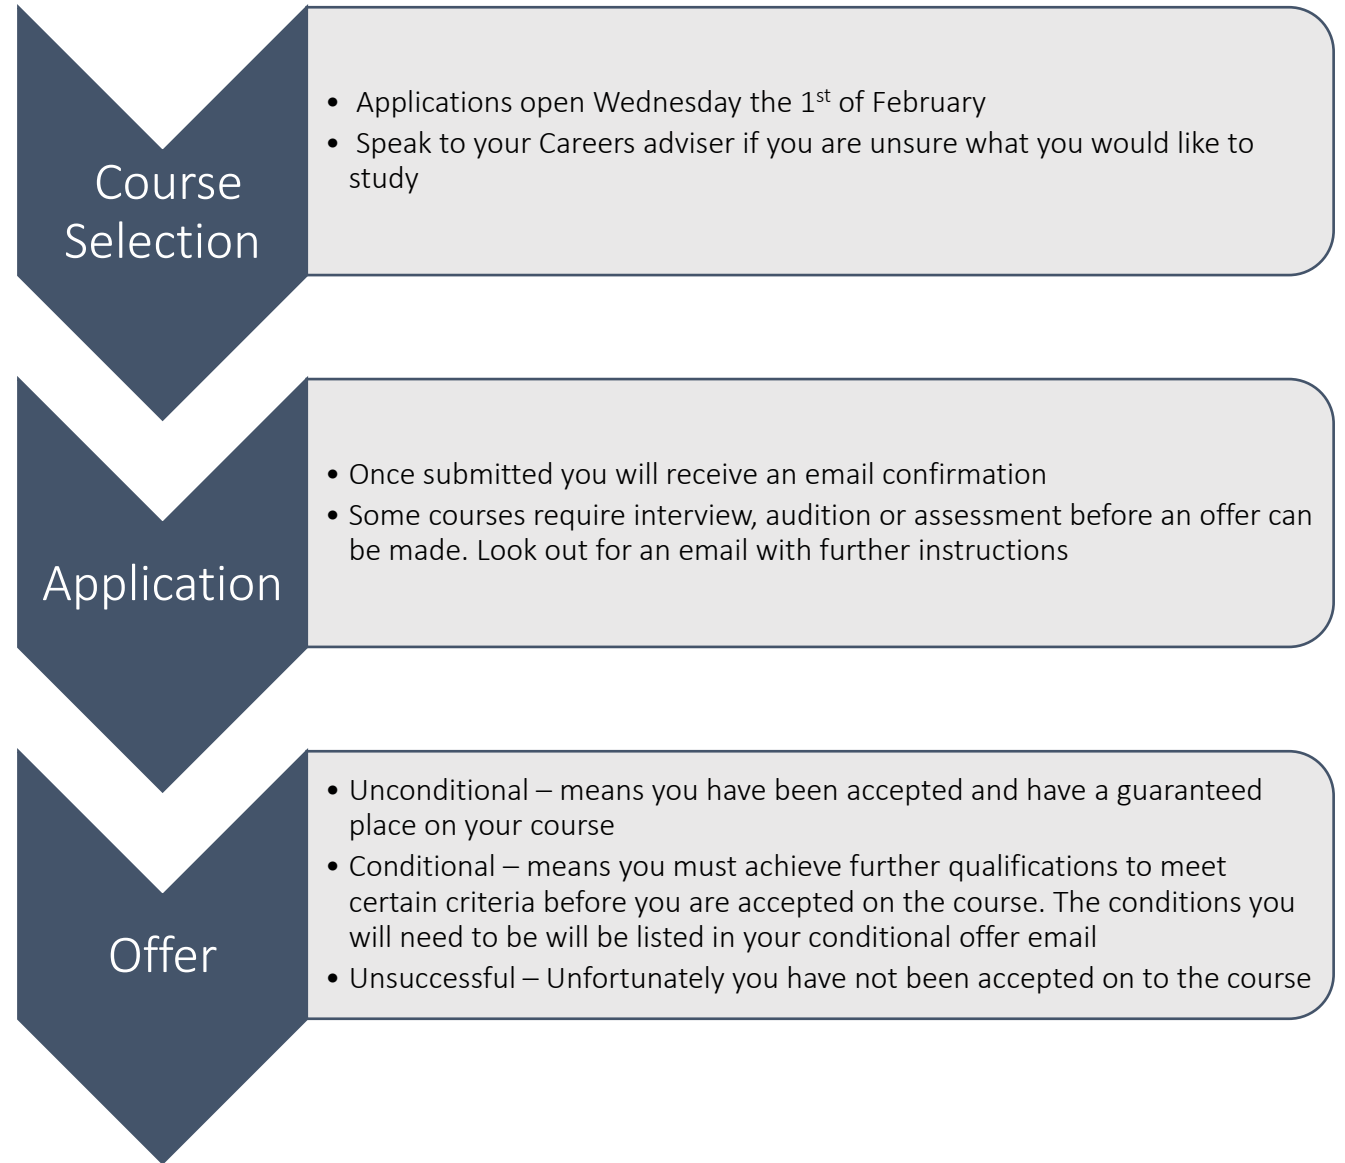 Course
Selection
• Applications open Wednesday the 1st of February
• Speak to your Careers adviser if you are unsure what you would like to
study
Application
• Once submitted you will receive an email confirmation
• Some courses require interview, audition or assessment before an offer can
be made. Look out for an email with further instructions
Offer
• Unconditional – means you have been accepted and have a guaranteed
place on your course
• Conditional – means you must achieve further qualifications to meet
certain criteria before you are accepted on the course. The conditions you
will need to be will be listed in your conditional offer email
• Unsuccessful – Unfortunately you have not been accepted on to the course